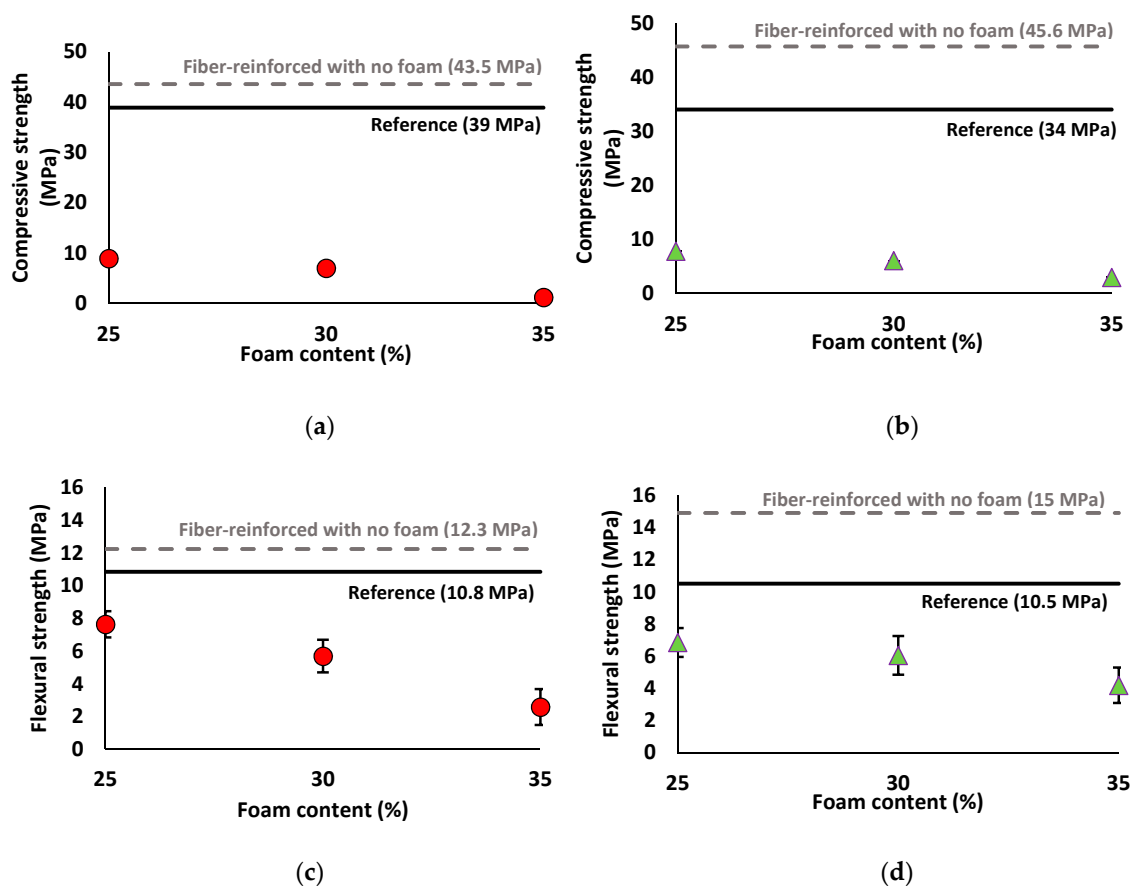 50
40
30
20
10
0
Compressive strength
(MPa)
Fiber-reinforced with no foam (43.5 MPa)
Reference (39 MPa)
25
30
35
Foam content (%)
(a)
50
40
30
20
10
0
Compressive strength
(MPa)
Fiber-reinforced with no foam (45.6 MPa)
Reference (34 MPa)
25
30
35
Foam content (%)
(b)
16
14
12
10
8
6
4
2
0
Flexural strength (MPa)
Fiber-reinforced with no foam (12.3 MPa)
Reference (10.8 MPa)
25
30
35
Foam content (%)
(c)
16
14
12
10
8
6
4
2
0
Flexural strength (MPa)
Fiber-reinforced with no foam (15 MPa)
Reference (10.5 MPa)
25
30
35
Foam content (%)
(d)